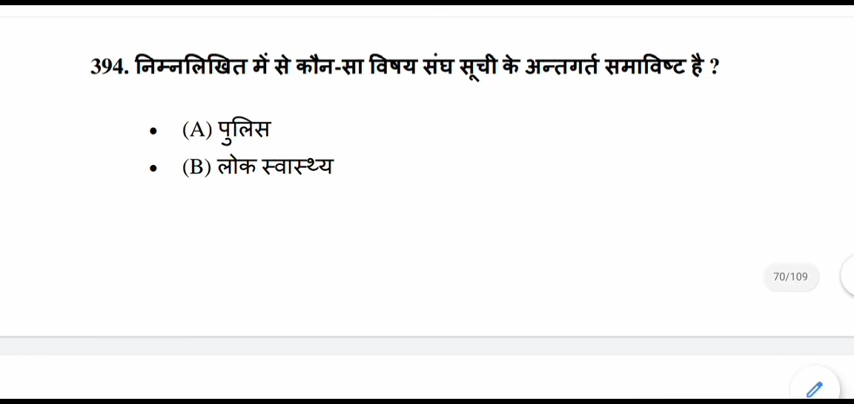 394. निम्नलिखित में से कौन-सा विषय संघ सूची के अन्तगर्त समाविष्ट है ?
• (A) पुलिस
• (B) लोक स्वास्थ्य
70/109